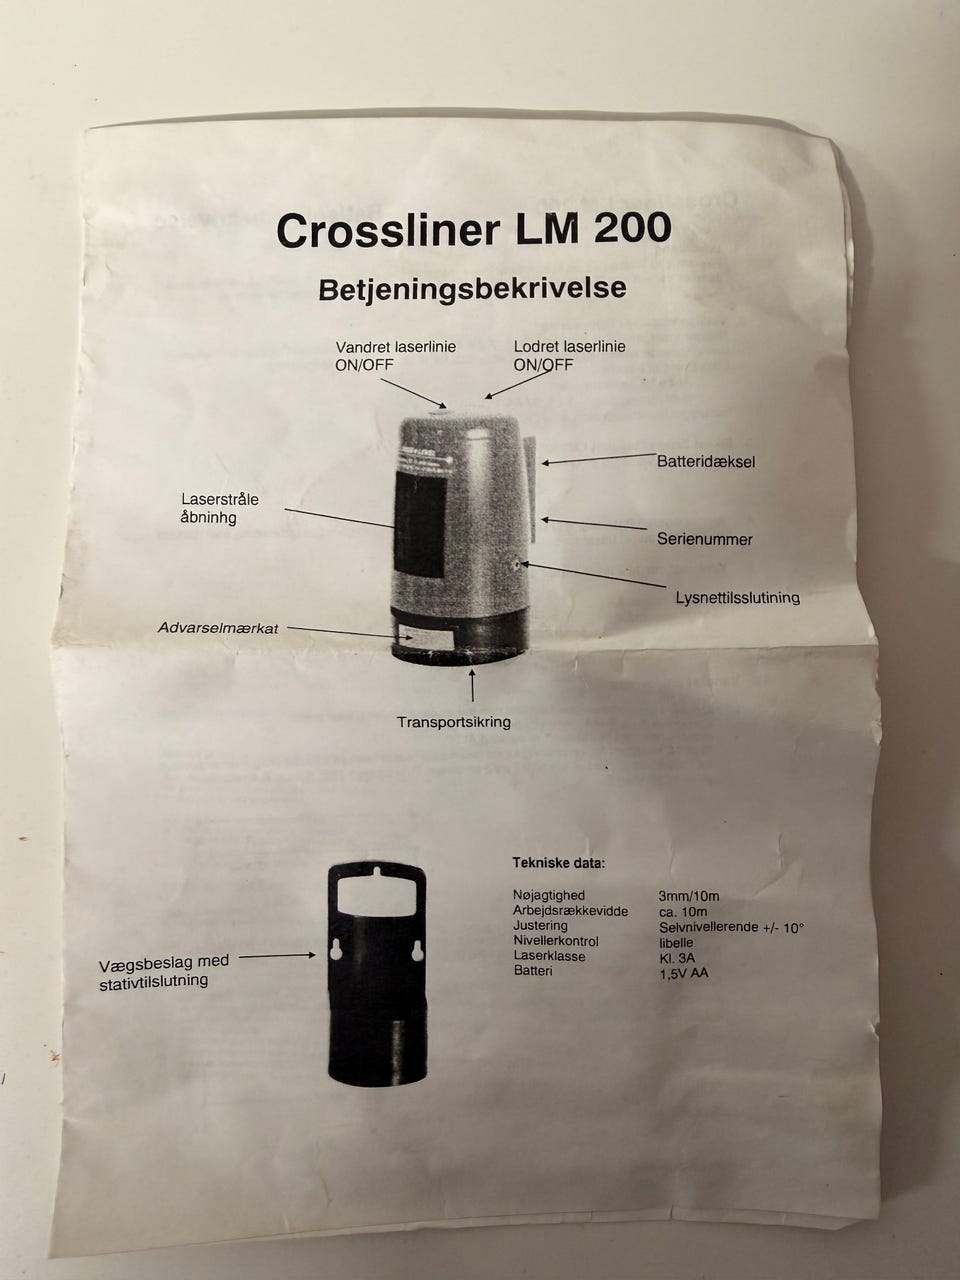 Crossliner LM 200
Betjeningsbekrivelse
Vandret laserlinie
ON/OFF
Lodret laserlinie
ON/OFF
Batteridæksel
Laserstråle
åbninhg
Serienummer
Lysnettilsslutining
Advarselmærkat
Transportsikring
Tekniske data:
Nøjagtighed 3mm/10m
Arbejdsrækkevidde ca. 10m
Justering Selvnivellerende +/- 10°
Nivellerkontrol libelle
Laserklasse Kl. 3A
Batteri 1,5V AA
Vægsbeslag med
stativtilslutning